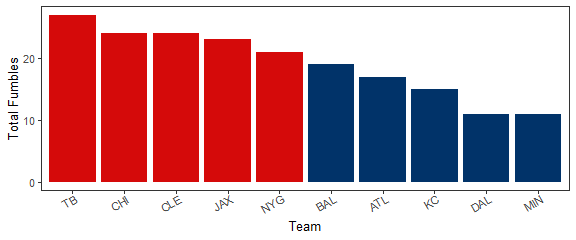 Total Fumbles
20
10
0
TB CHI CLE JAX NYG BAL ATL KC DAL MIN
Team